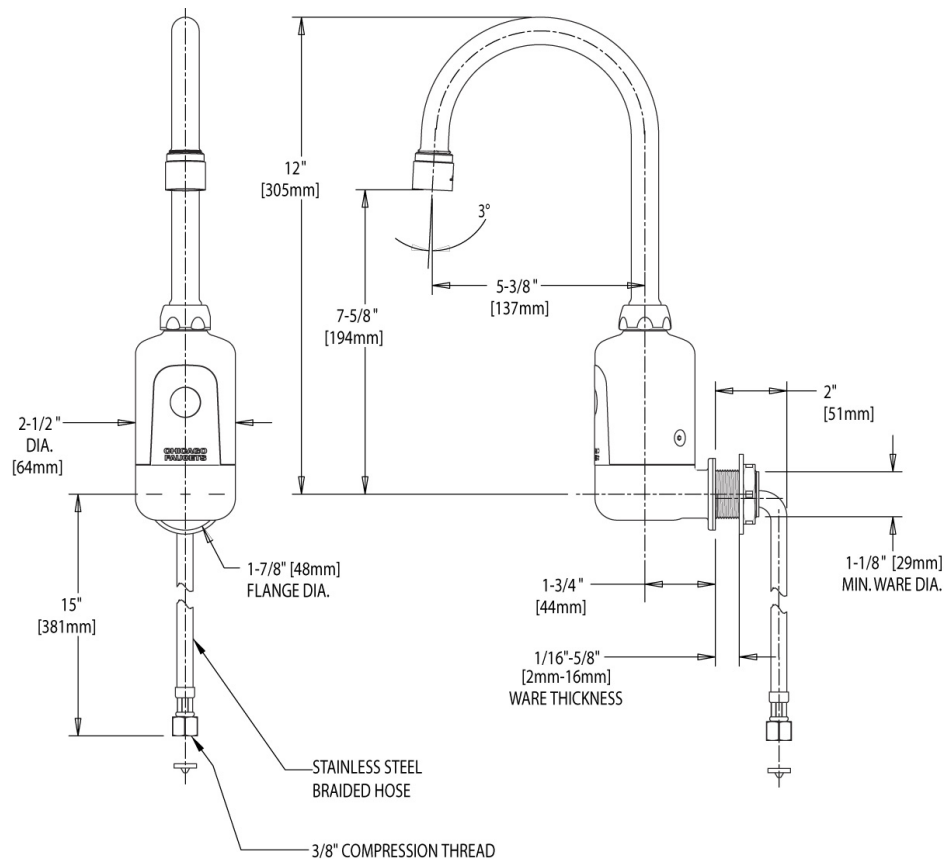 12"
[305mm]
3°
5-3/8"
[137mm]
7-5/8"
[194mm]
2"
[51mm]
2-1/2"
DIA.
[64mm]
CHICAGO
FAUCETS
1-7/8" [48mm]
FLANGE DIA.
1-3/4"
[44mm]
1-1/8" [29mm]
MIN. WARE DIA.
15"
[381mm]
1/16"-5/8"
[2mm-16mm]
WARE THICKNESS
STAINLESS STEEL
BRAIDED HOSE
3/8" COMPRESSION THREAD